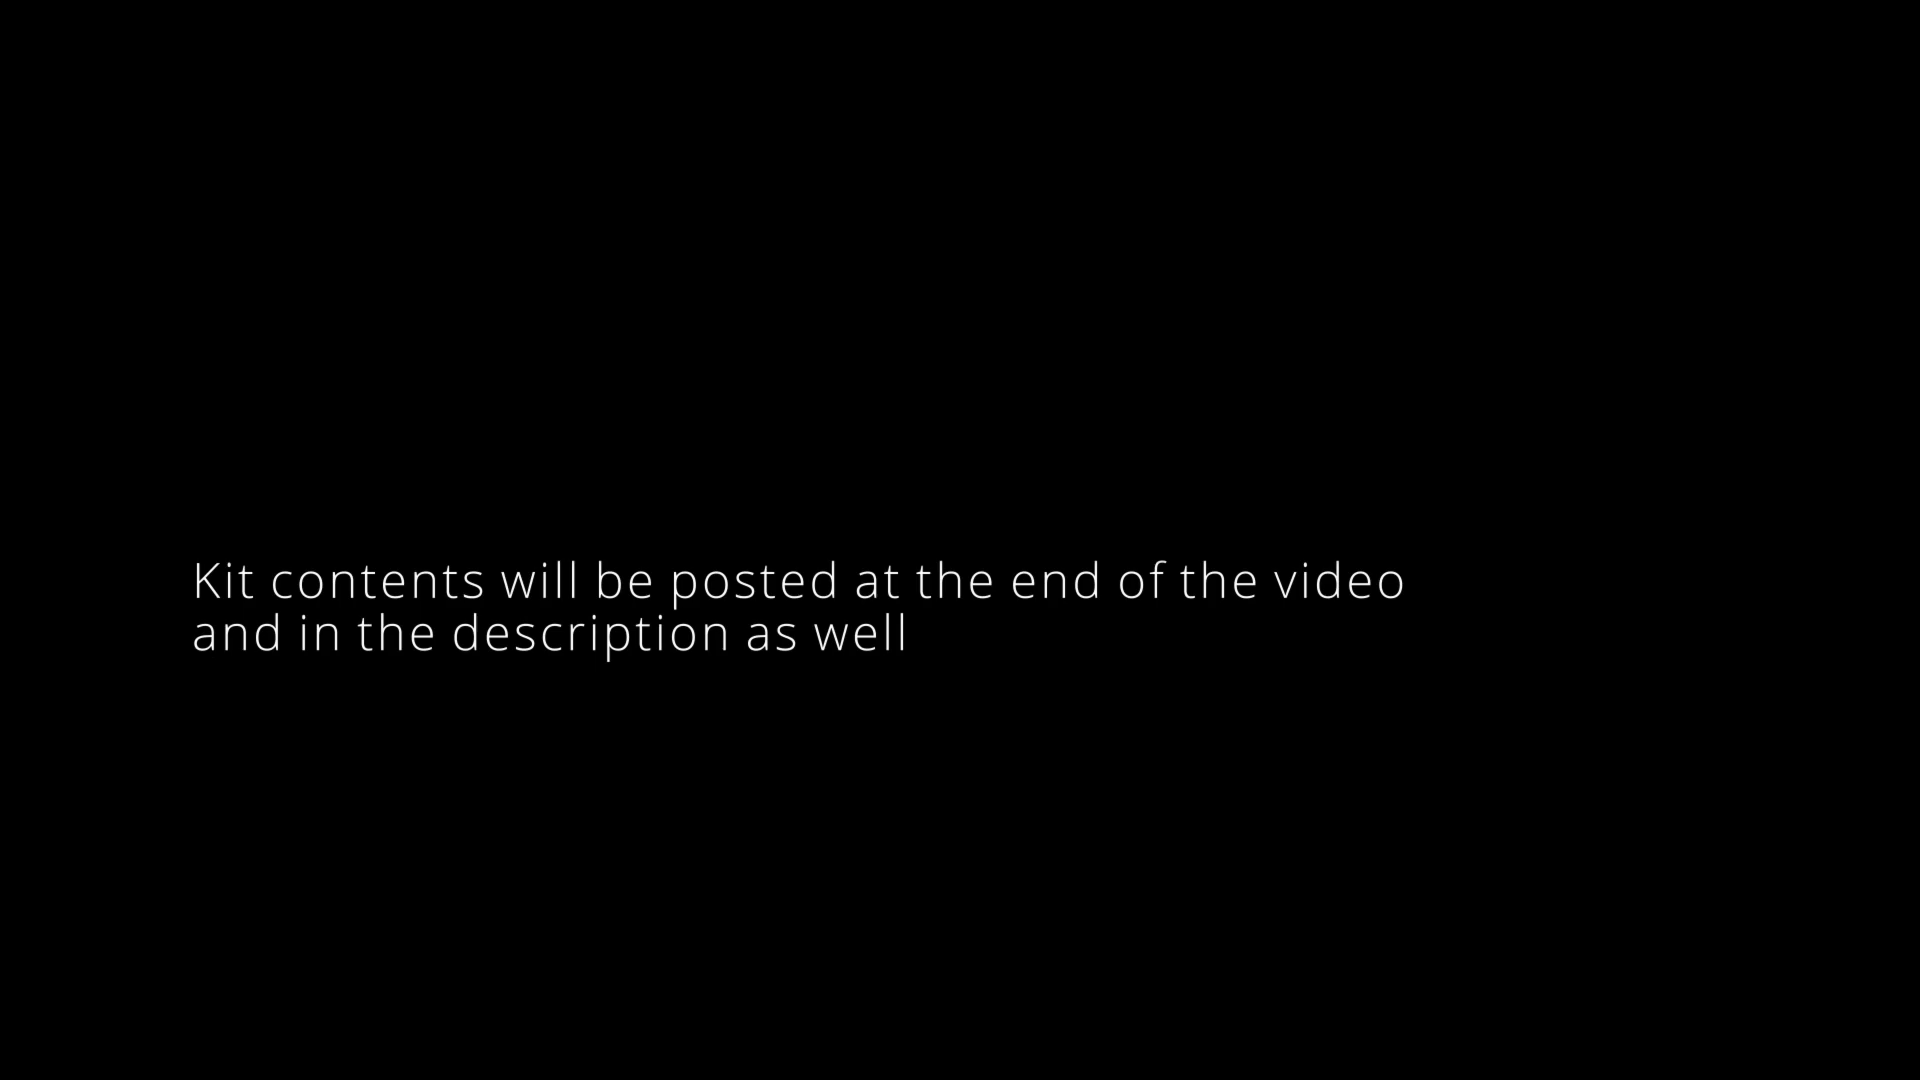 Kit contents will be posted at the end of the video
and in the description as well